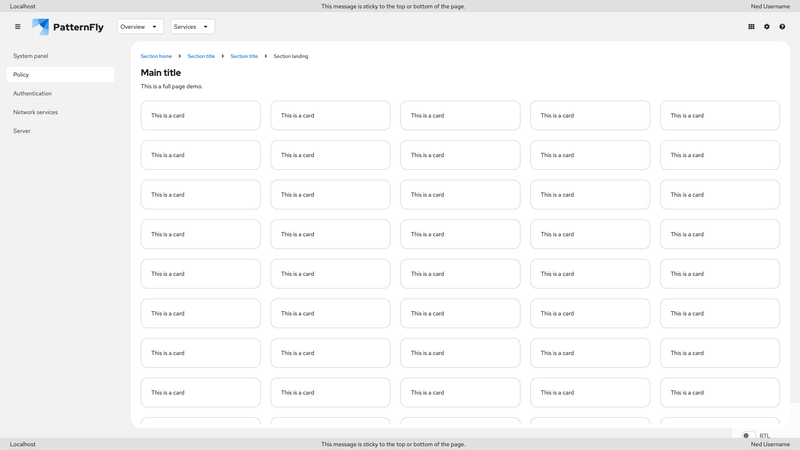 Localhost This message is sticky to the top or bottom of the page. Ned Username
PatternFly Overview Services
System panel
Policy
Authentication
Network services
Server
Section home Section title Section title Section landing
Main title
This is a full page demo.
This is a card This is a card This is a card This is a card This is a card
This is a card This is a card This is a card This is a card This is a card
This is a card This is a card This is a card This is a card This is a card
This is a card This is a card This is a card This is a card This is a card
This is a card This is a card This is a card This is a card This is a card
This is a card This is a card This is a card This is a card This is a card
This is a card This is a card This is a card This is a card This is a card
This is a card This is a card This is a card This is a card This is a card
RTL
Localhost This message is sticky to the top or bottom of the page. Ned Username